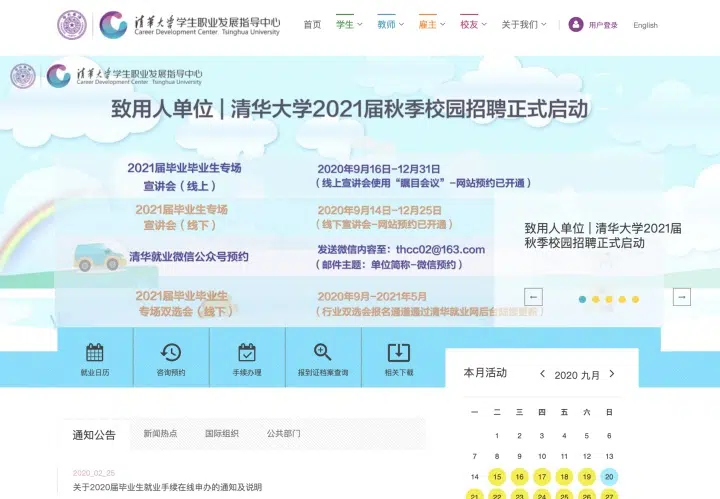 清华大学学生职业发展指导中心
Career Development Center, Tsinghua University
首页 学生 教师 雇主 校友 关于我们 用户登录 English
清华大学学生职业发展指导中心
Career Development Center, Tsinghua University
致用人单位 | 清华大学2021届秋季校园招聘正式启动
2021届毕业毕业生专场
宣讲会（线上）
2020年9月16日-12月31日
（线上宣讲会使用“瞩目会议”-网站预约已开通）
2021届毕业生专场
宣讲会（线下）
2020年9月14日-12月25日
（线下宣讲会-网站预约已开通）
清华就业微信公众号预约
发送微信内容至：thcc02@163.com
（邮件主题：单位简称-微信预约）
2021届毕业毕业生
专场双选会（线下）
2020年9月-2021年5月
（行业双选会报名通道通过清华就业网后台
致用人单位 | 清华大学2021届
秋季校园招聘正式启动
← →
就业日历 咨询预约 手续办理 报到证档案查询 相关下载
本月活动 2020 九月
一 二 三 四 五 六 日
1 2 3 4 5 6
7 8 9 10 11 12 13
14 15 16 17 18 19 20
21 22 23 24 25 26 27
通知公告 新闻热点 国际组织 公共部门
2020_02_25
关于2020届毕业生就业手续在线申办的通知及说明